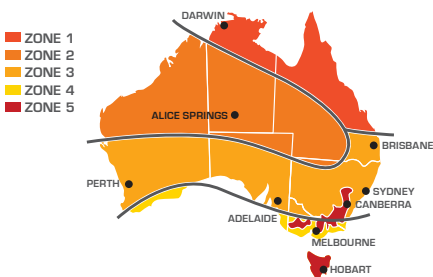 DARWIN
ZONE 1
ZONE 2
ZONE 3
ZONE 4
ZONE 5
ALICE SPRINGS
BRISBANE
PERTH
SYDNEY
CANBERRA
ADELAIDE
MELBOURNE
HOBART